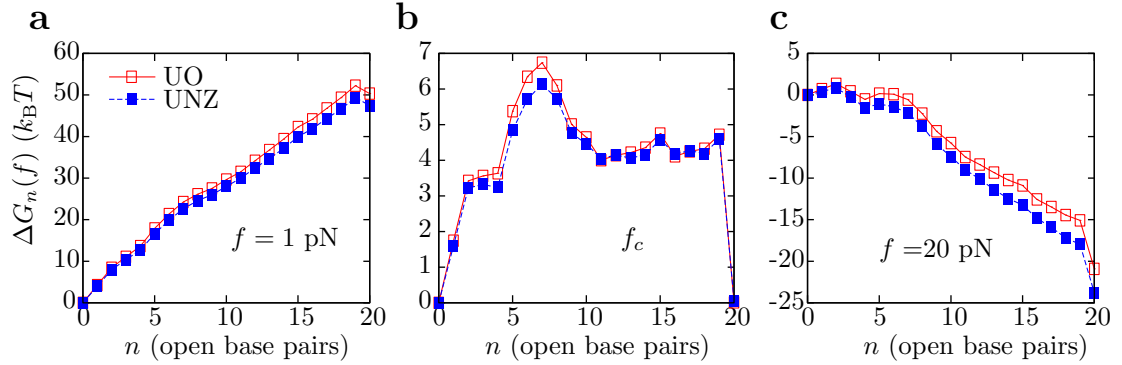 a
ΔGₙ(f) (k_BT)
60
50
40
30
20
10
0
UO
UNZ
f = 1 pN
0 5 10 15 20
n (open base pairs)
b
7
6
5
4
3
2
1
0
f_c
0 5 10 15 20
n (open base pairs)
c
5
0
-5
-10
-15
-20
-25
f =20 pN
0 5 10 15 20
n (open base pairs)